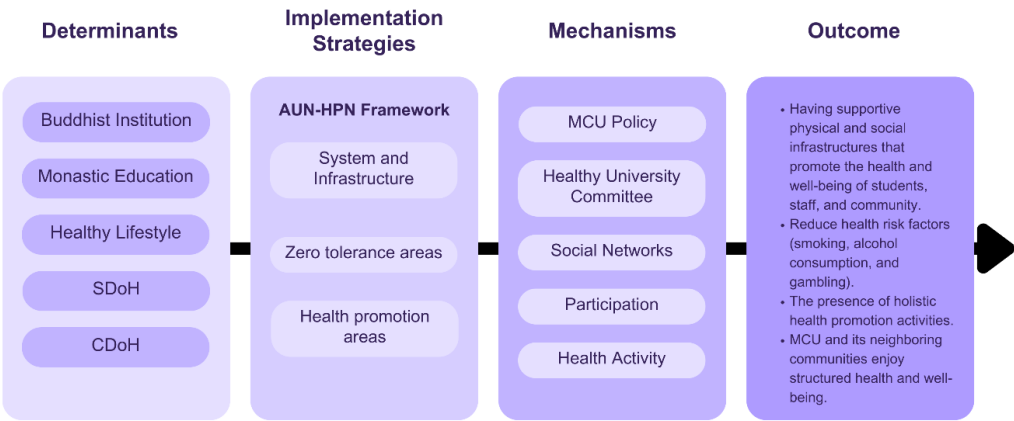 Determinants
Buddhist Institution
Monastic Education
Healthy Lifestyle
SDoH
CDoH
Implementation
Strategies
AUN-HPN Framework
System and
Infrastructure
Zero tolerance areas
Health promotion
areas
Mechanisms
MCU Policy
Healthy University
Committee
Social Networks
Participation
Health Activity
Outcome
• Having supportive
physical and social
infrastructures that
promote the health and
well-being of students,
staff, and community.
• Reduce health risk factors
(smoking, alcohol
consumption, and
gambling).
• The presence of holistic
health promotion activities.
• MCU and its neighboring
communities enjoy
structured health and well-
being.